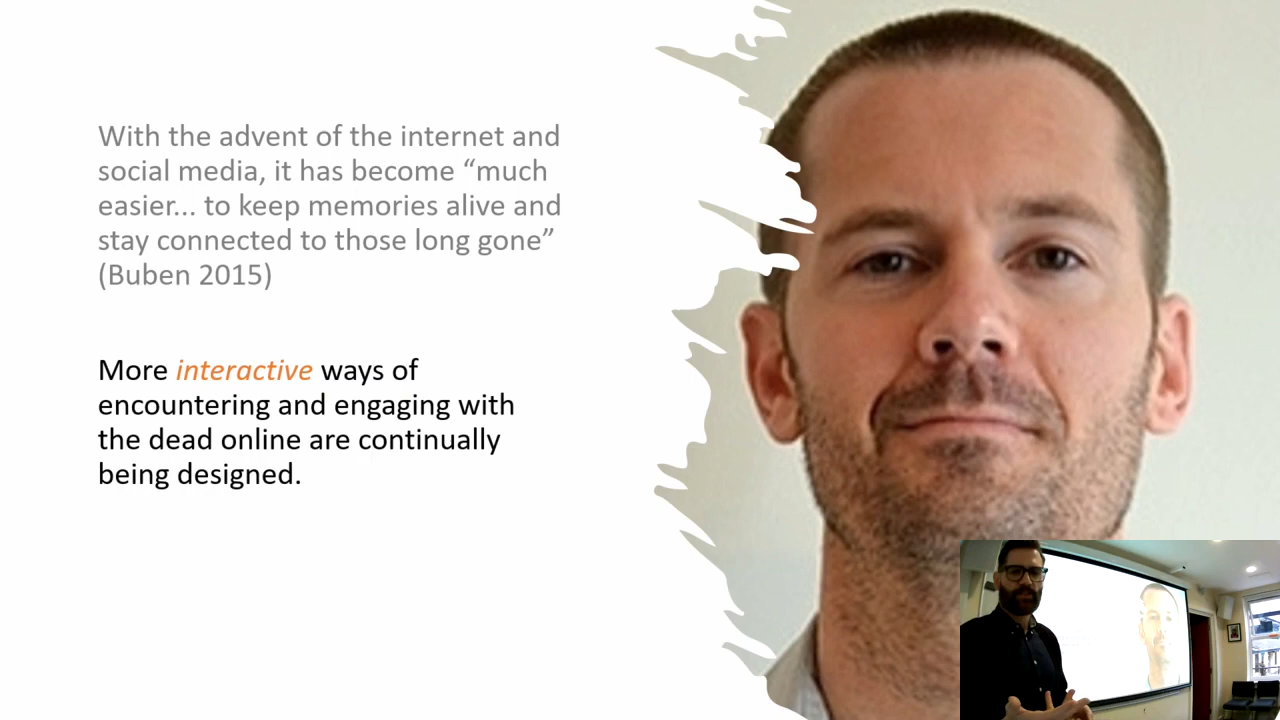 With the advent of the internet and
social media, it has become “much
easier... to keep memories alive and
stay connected to those long gone”
(Buben 2015)
More interactive ways of
encountering and engaging with
the dead online are continually
being designed.